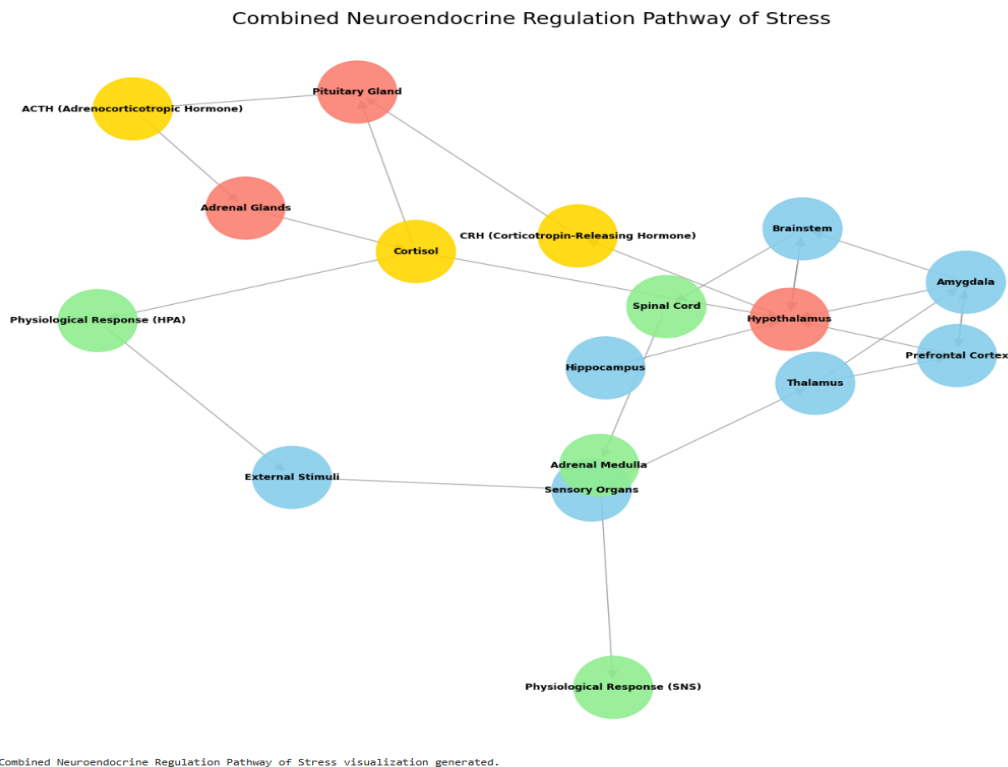 Combined Neuroendocrine Regulation Pathway of Stress
Pituitary Gland
ACTH (Adrenocorticotropic Hormone)
Adrenal Glands
Brainstem
CRH (Corticotropin-Releasing Hormone)
Cortisol
Amygdala
Spinal Cord
Hypothalamus
Physiological Response (HPA)
Prefrontal Cortex
Hippocampus
Thalamus
Adrenal Medulla
External Stimuli
Sensory Organs
Physiological Response (SNS)
Combined Neuroendocrine Regulation Pathway of Stress visualization generated.